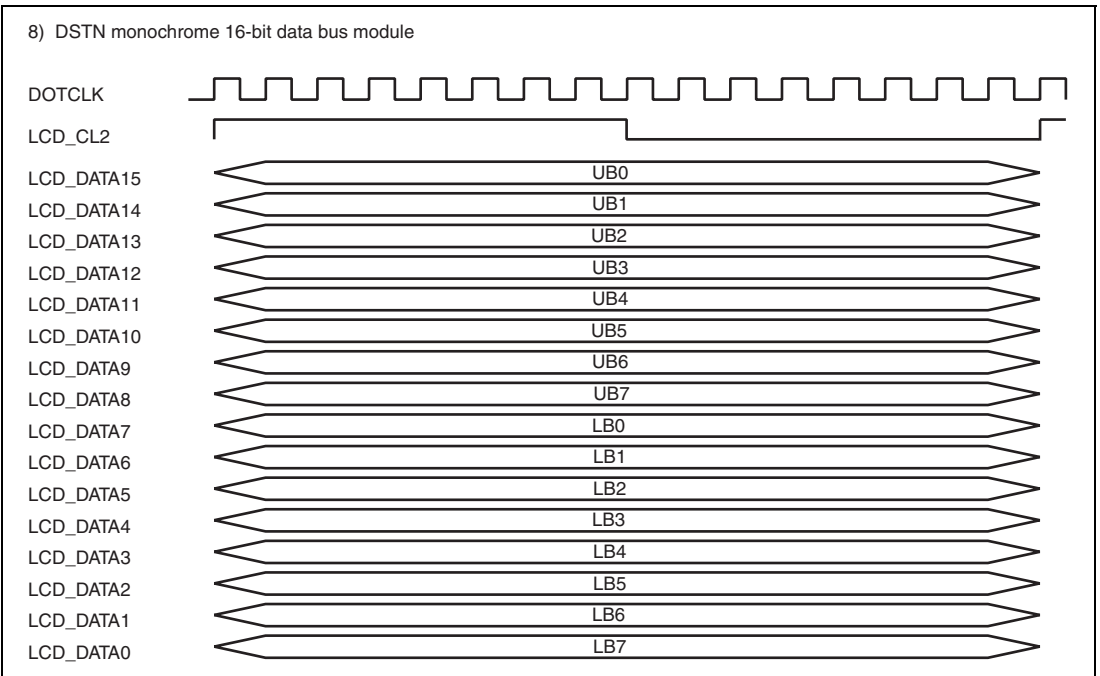 8) DSTN monochrome 16-bit data bus module
DOTCLK
LCD_CL2
LCD_DATA15 UB0
LCD_DATA14 UB1
LCD_DATA13 UB2
LCD_DATA12 UB3
LCD_DATA11 UB4
LCD_DATA10 UB5
LCD_DATA9 UB6
LCD_DATA8 UB7
LCD_DATA7 LB0
LCD_DATA6 LB1
LCD_DATA5 LB2
LCD_DATA4 LB3
LCD_DATA3 LB4
LCD_DATA2 LB5
LCD_DATA1 LB6
LCD_DATA0 LB7